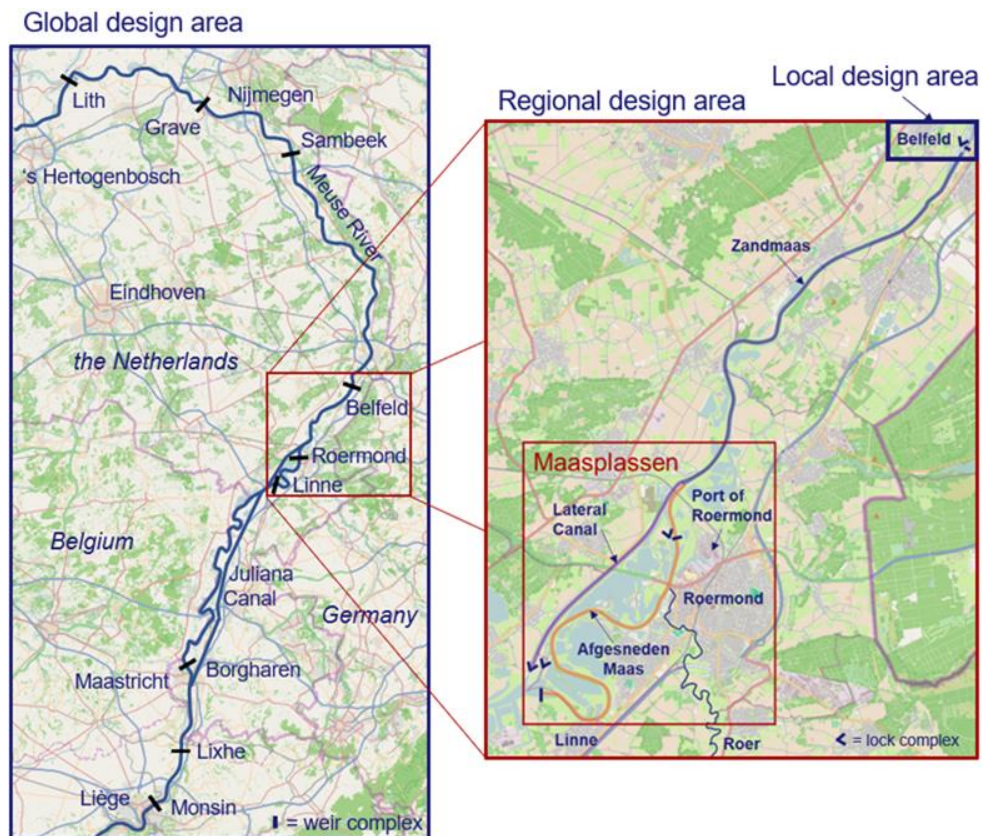 Global design area
Lith
Nijmegen
Grave
Sambeek
's Hertogenbosch
Meuse River
Eindhoven
the Netherlands
Belfeld
Roermond
Linne
Belgium
Juliana
Canal
Germany
Maastricht
Borgharen
Lixhe
Liège
Monsin
= weir complex
Local design area
Regional design area
Belfeld
Zandmaas
Maasplassen
Lateral
Canal
Port of
Roermond
Roermond
Afgesneden
Maas
Linne
Roer
= lock complex